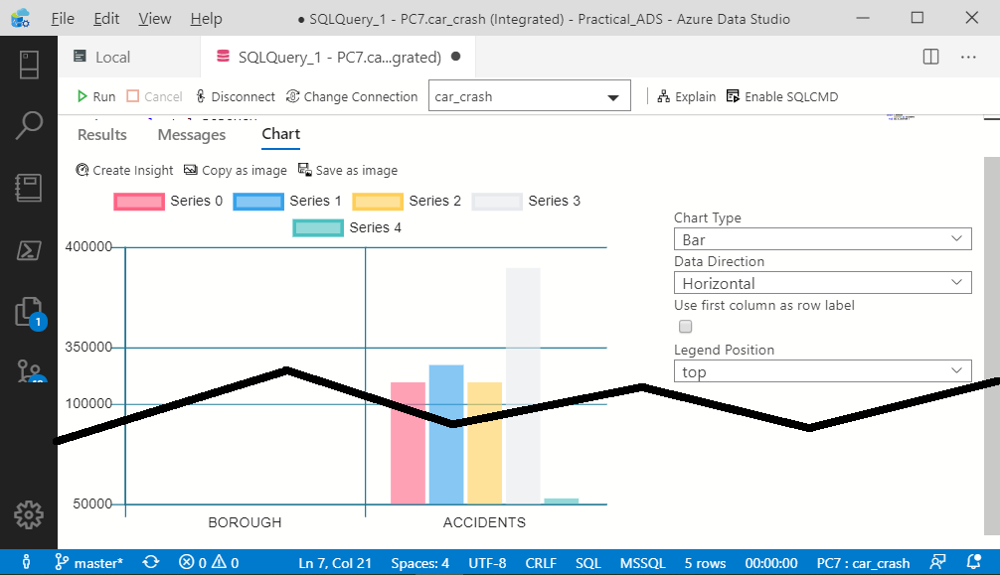 File Edit View Help ● SQLQuery_1 - PC7.car_crash (Integrated) - Practical_ADS - Azure Data Studio
Local SQLQuery_1 - PC7.ca...grated) ●
Run Cancel Disconnect Change Connection car_crash Explain Enable SQLCMD
Results Messages Chart
Create Insight Copy as image Save as image
Series 0 Series 1 Series 2 Series 3
Series 4
400000
350000
100000
50000
BOROUGH ACCIDENTS
Chart Type
Bar
Data Direction
Horizontal
Use first column as row label
Legend Position
top
1
master* 0 0 Ln 7, Col 21 Spaces: 4 UTF-8 CRLF SQL MSSQL 5 rows 00:00:00 PC7 : car_crash